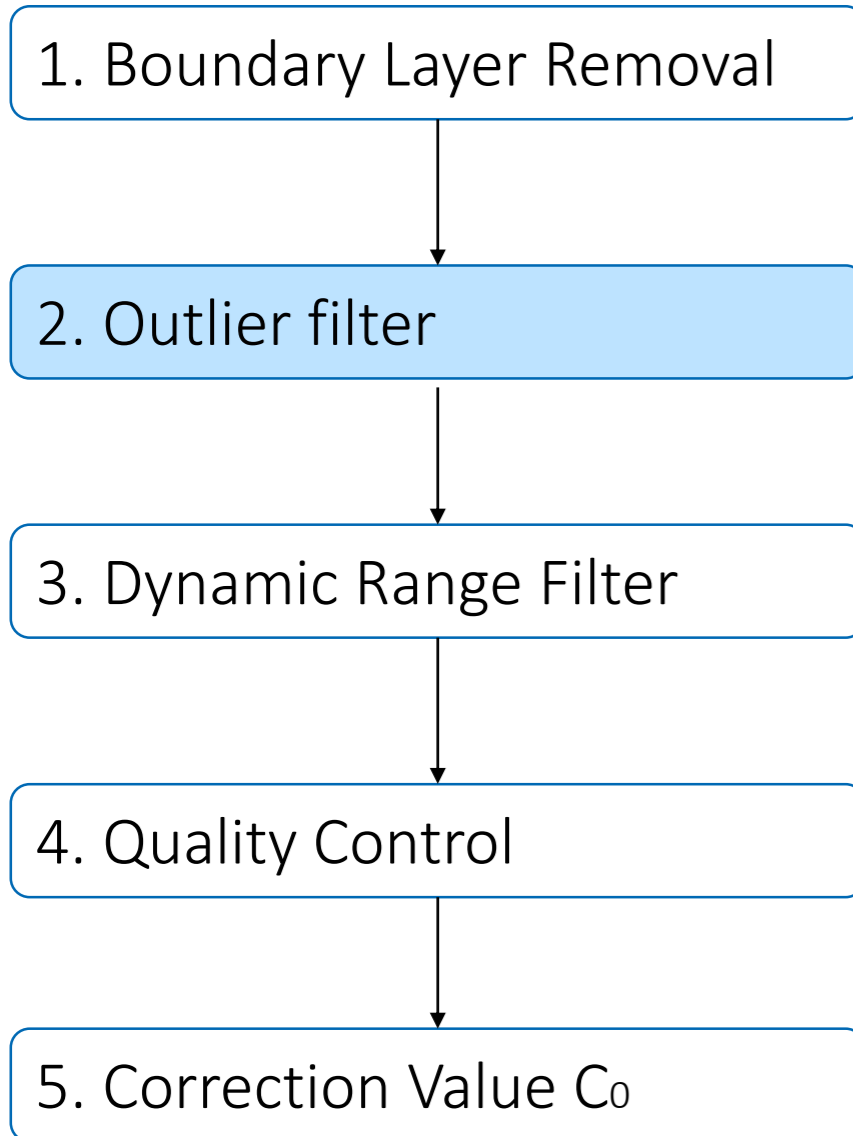 1. Boundary Layer Removal
2. Outlier filter
3. Dynamic Range Filter
4. Quality Control
5. Correction Value C₀